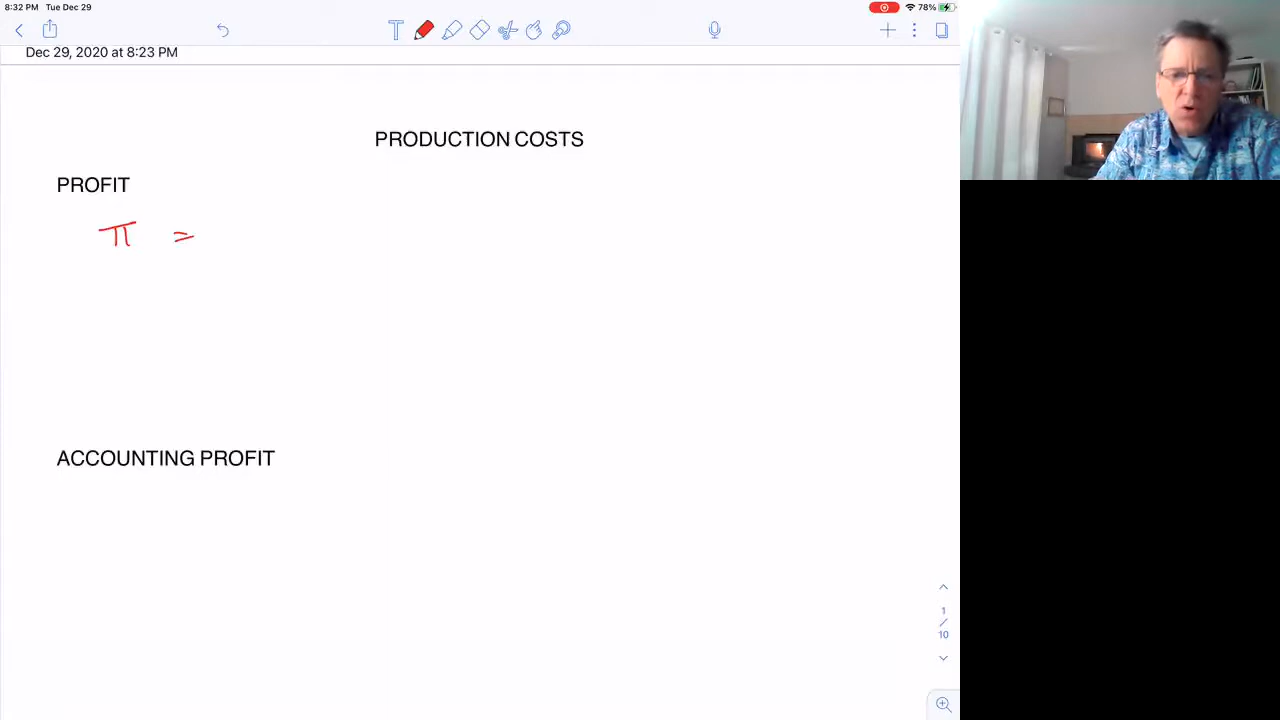 8:32 PM Tue Dec 29
78%
T
Dec 29, 2020 at 8:23 PM
PRODUCTION COSTS
PROFIT
π =
ACCOUNTING PROFIT
1
/
10